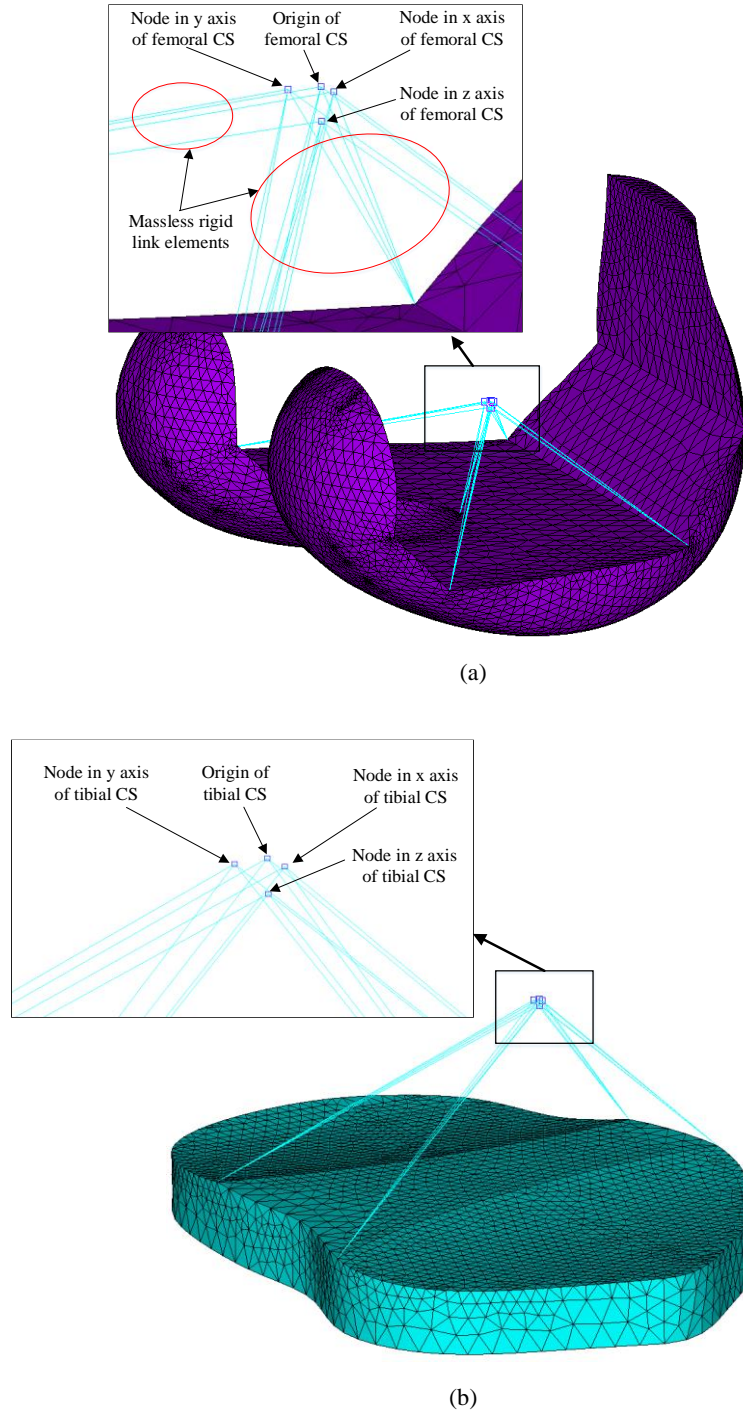 Node in y axis
of femoral CS
Origin of
femoral CS
Node in x axis
of femoral CS
Node in z axis
of femoral CS
Massless rigid
link elements
(a)
Node in y axis
of tibial CS
Origin of
tibial CS
Node in x axis
of tibial CS
Node in z axis
of tibial CS
(b)